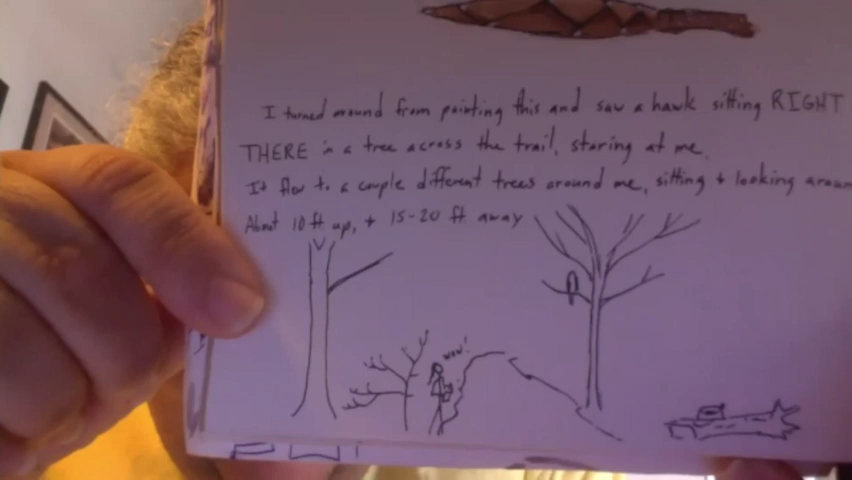 I turned around from painting this and saw a hawk sitting RIGHT
THERE in a tree across the trail, staring at me.
It flew to a couple different trees around me, sitting + looking around
About 10 ft. up, + 15-20 ft. away
wow!